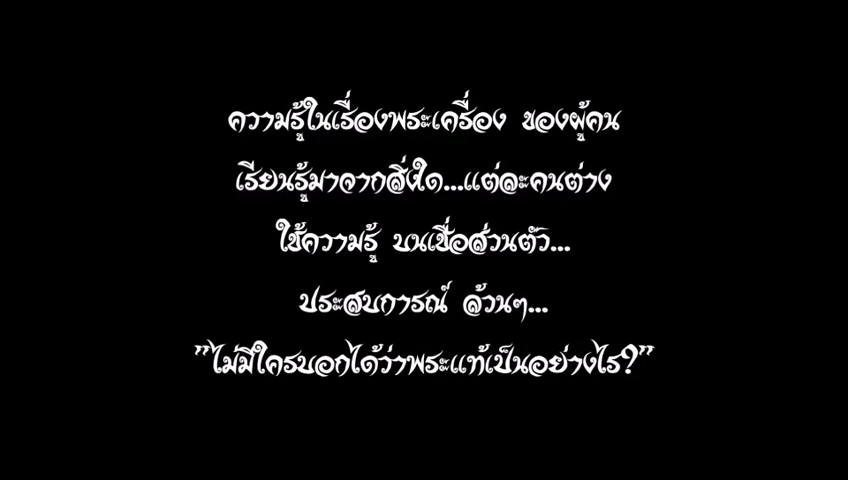 ความรู้ในเรื่องพระเครื่อง ของผู้คน
เรียนรู้มาจากสิ่งใด...แต่ละคนต่าง
ใช้ความรู้ บนเชื่อส่วนตัว...
ประสบการณ์ ล้วนๆ...
"ไม่มีใครบอกได้ว่าพระแท้เป็นอย่างไร?"